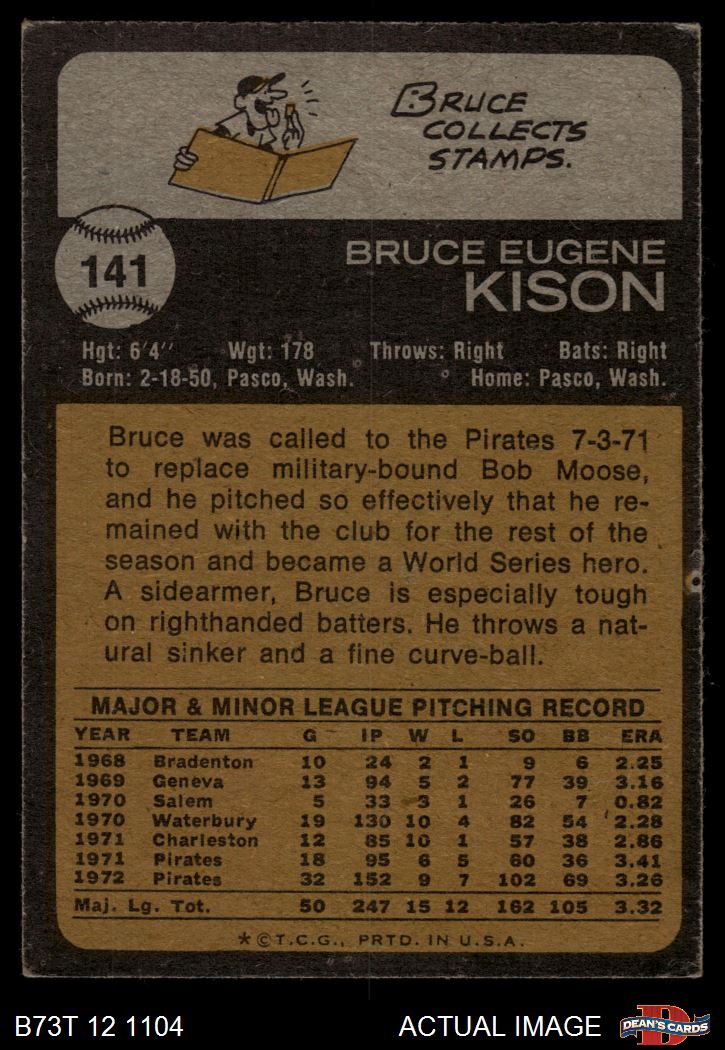 BRUCE
COLLECTS
STAMPS.
141
BRUCE EUGENE
KISON
Hgt: 6'4" Wgt: 178 Throws: Right Bats: Right
Born: 2-18-50, Pasco, Wash. Home: Pasco, Wash.
Bruce was called to the Pirates 7-3-71
to replace military-bound Bob Moose,
and he pitched so effectively that he re-
mained with the club for the rest of the
season and became a World Series hero.
A sidearmer, Bruce is especially tough
on righthanded batters. He throws a nat-
ural sinker and a fine curve-ball.
MAJOR & MINOR LEAGUE PITCHING RECORD
YEAR TEAM G IP W L SO BB ERA
1968 Bradenton 10 24 2 1 9 6 2.25
1969 Geneva 13 94 5 2 77 39 3.16
1970 Salem 5 33 3 1 26 7 0.82
1970 Waterbury 19 130 10 4 82 54 2.28
1971 Charleston 12 85 10 1 57 38 2.86
1971 Pirates 18 95 6 5 60 36 3.41
1972 Pirates 32 152 9 7 102 69 3.26
Maj. Lg. Tot. 50 247 15 12 162 105 3.32
*©T.C.G., PRTD. IN U.S.A.
B73T 12 1104 ACTUAL IMAGE D DEAN'S CARDS